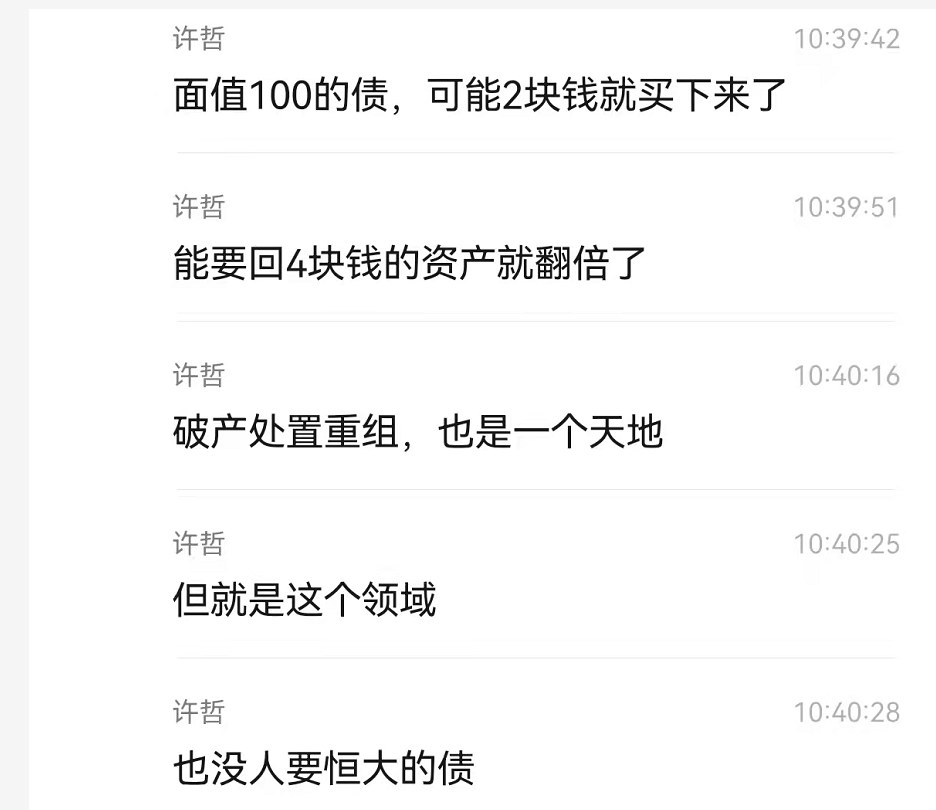 许哲 10:39:42
面值100的债，可能2块钱就买下来了
许哲 10:39:51
能要回4块钱的资产就翻倍了
许哲 10:40:16
破产处置重组，也是一个天地
许哲 10:40:25
但就是这个领域
许哲 10:40:28
也没人要恒大的债